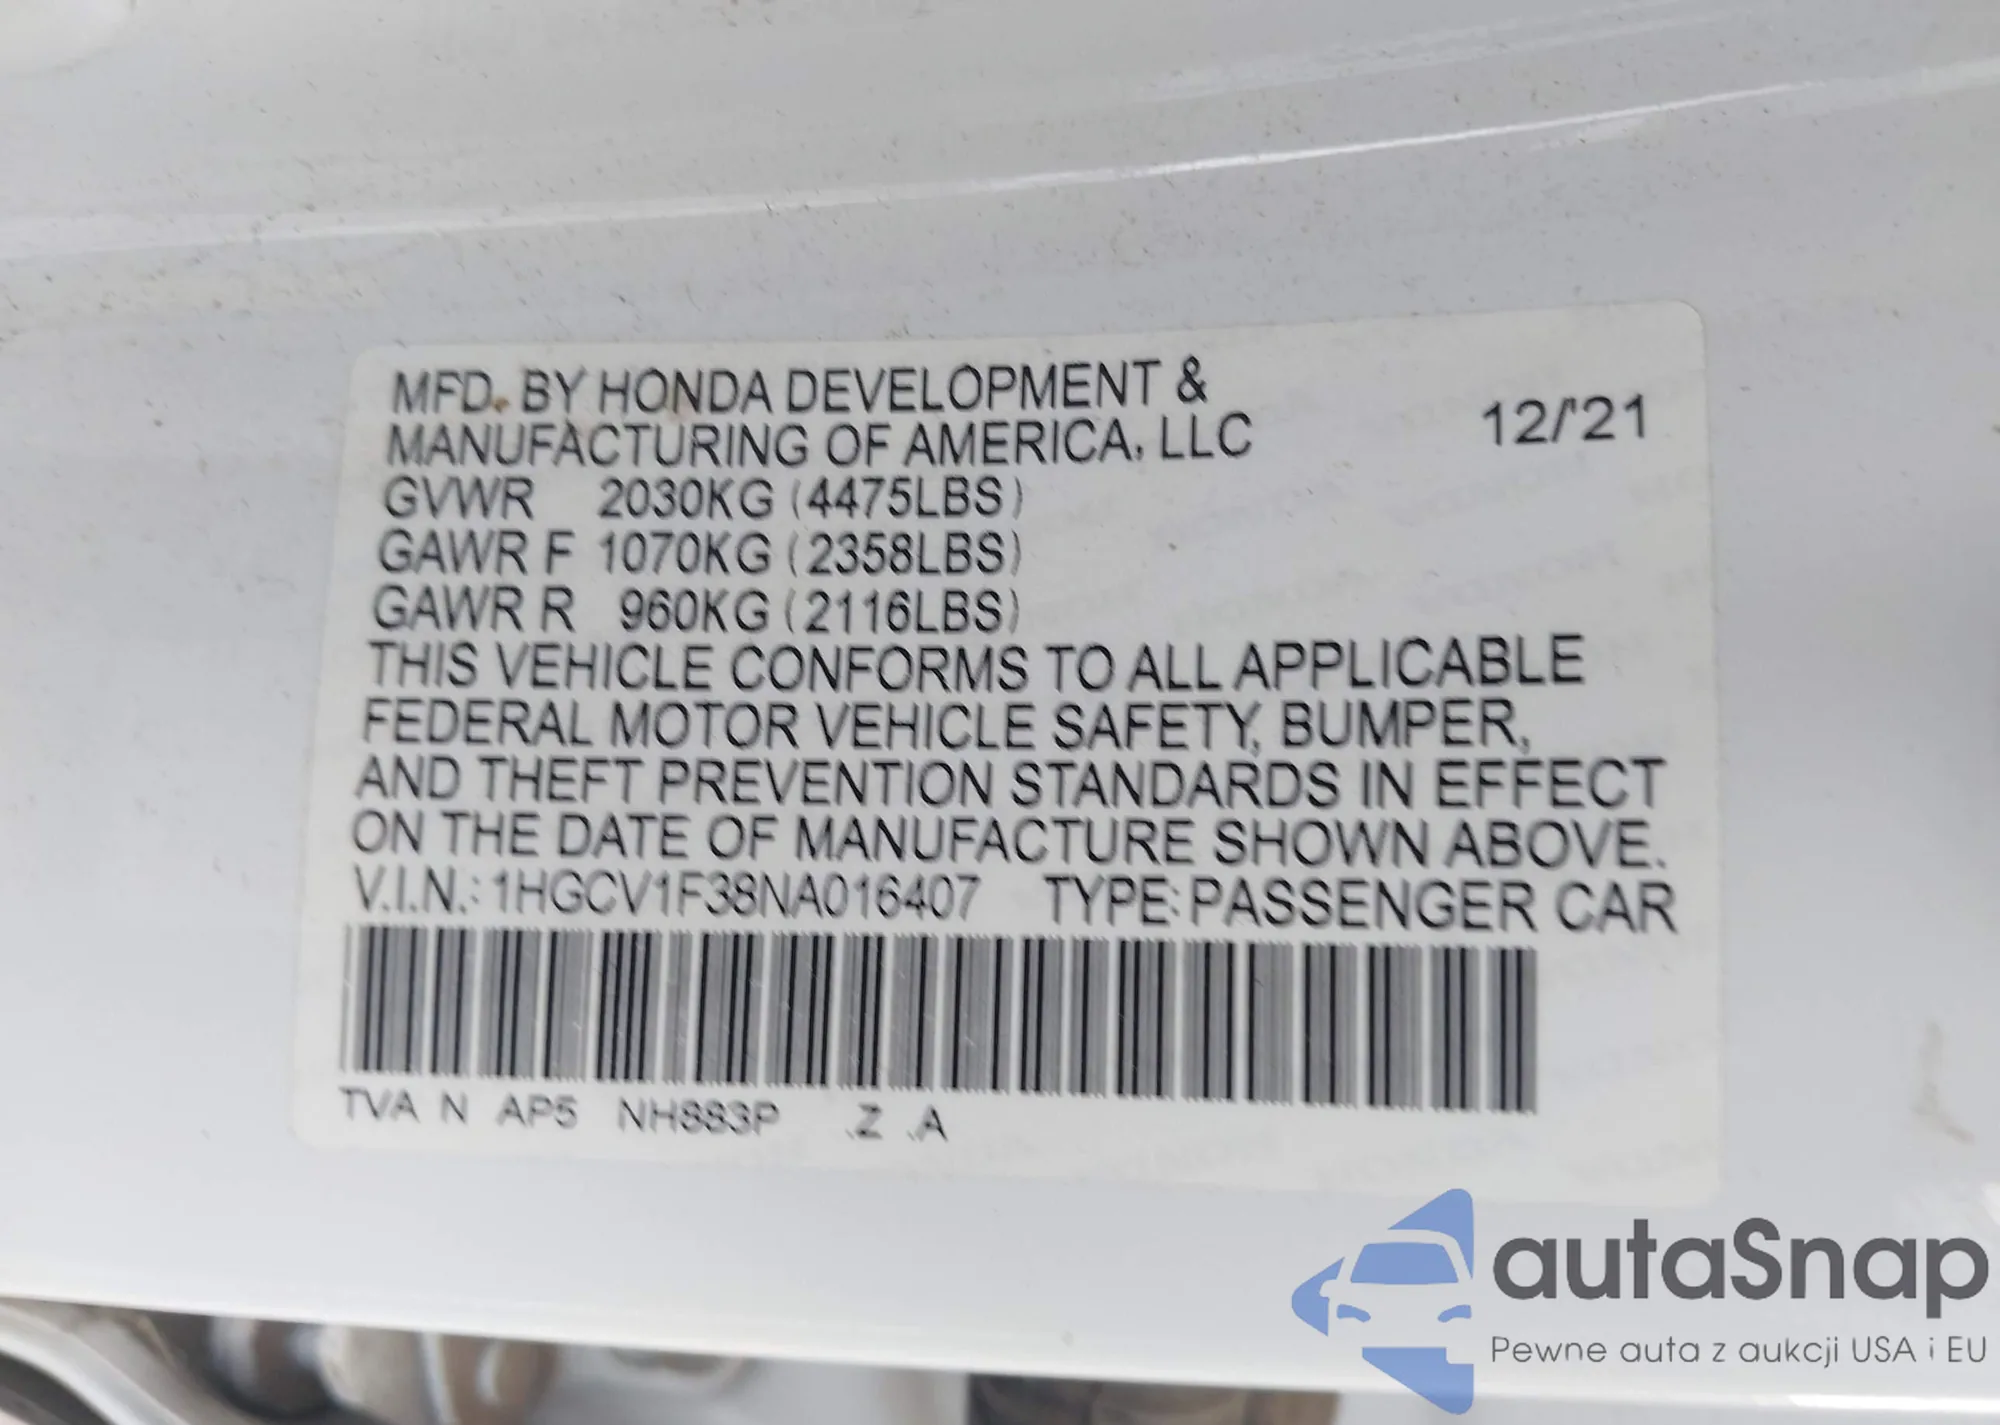 MFD. BY HONDA DEVELOPMENT &
MANUFACTURING OF AMERICA, LLC
12/'21
GVWR 2030KG (4475LBS)
GAWR F 1070KG (2358LBS)
GAWR R 960KG (2116LBS)
THIS VEHICLE CONFORMS TO ALL APPLICABLE
FEDERAL MOTOR VEHICLE SAFETY, BUMPER,
AND THEFT PREVENTION STANDARDS IN EFFECT
ON THE DATE OF MANUFACTURE SHOWN ABOVE.
V.I.N.: 1HGCV1F38NA016407 TYPE: PASSENGER CAR
TVA N AP5 NH883P .Z .A
autaSnap
Pewne auta z aukcji USA i EU